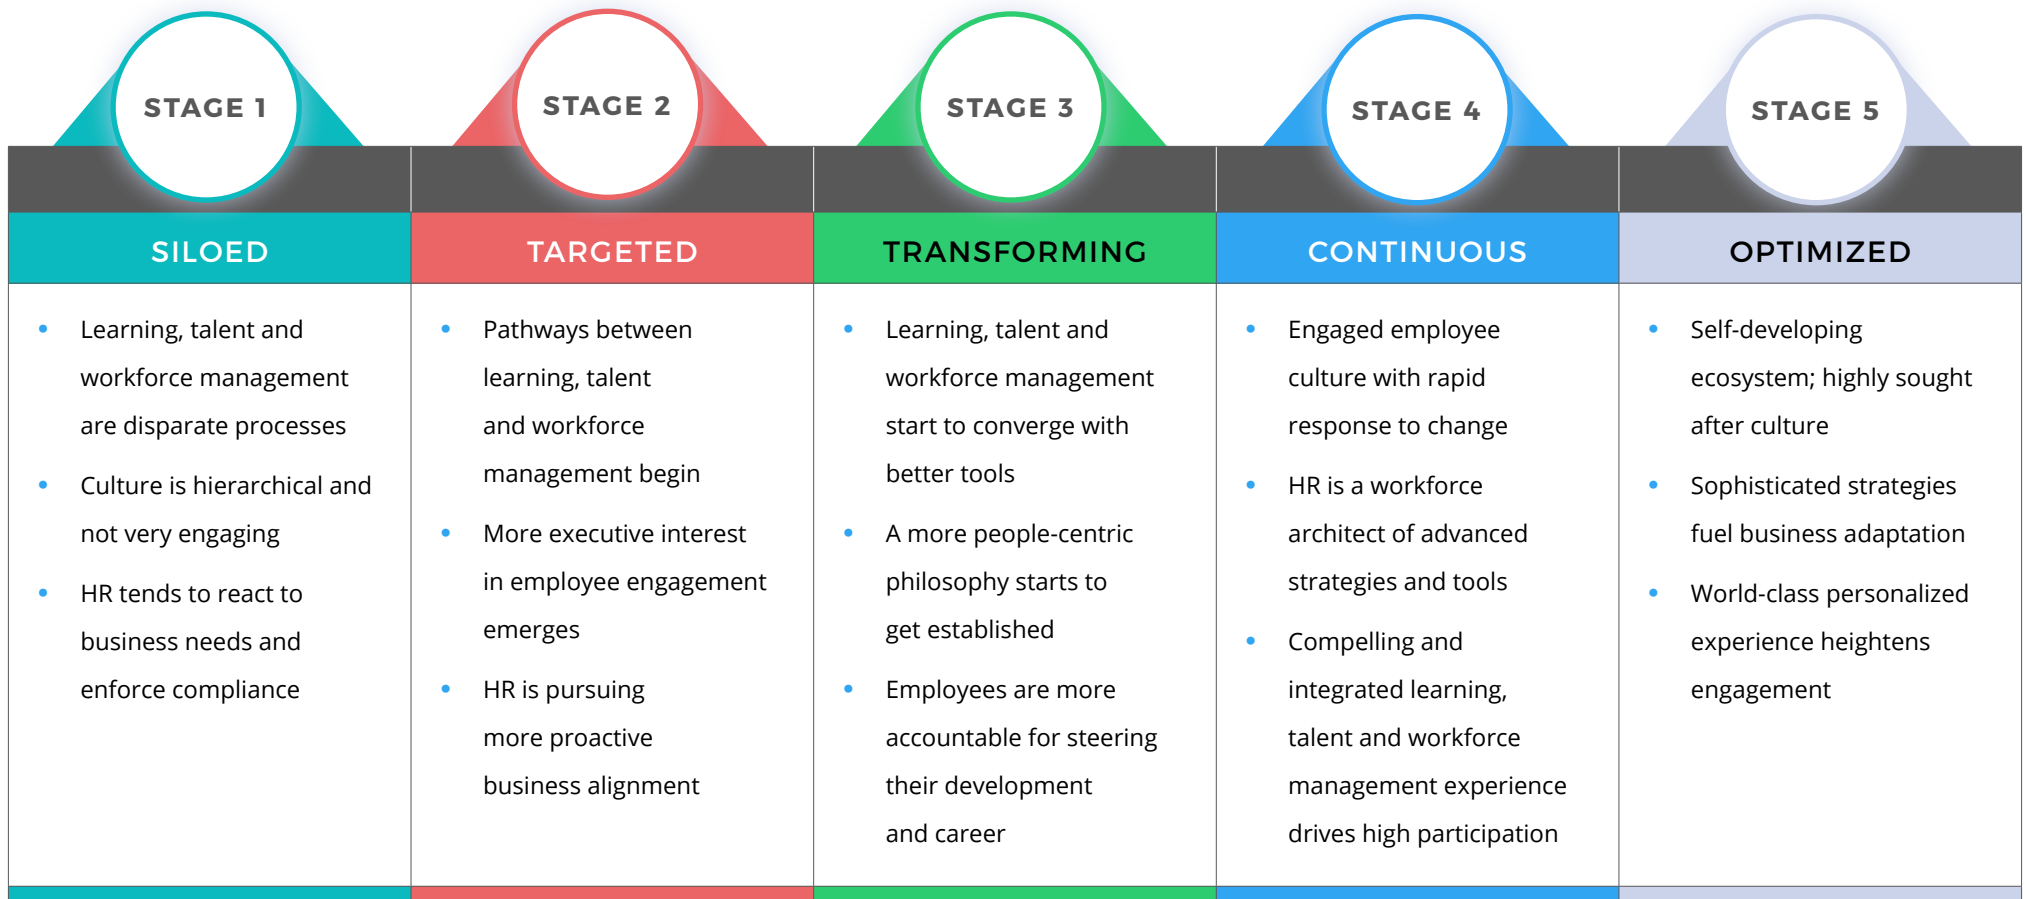 STAGE 1
STAGE 2
STAGE 3
STAGE 4
STAGE 5
SILOED
TARGETED
TRANSFORMING
CONTINUOUS
OPTIMIZED
• Learning, talent and
workforce management
are disparate processes
• Culture is hierarchical and
not very engaging
• HR tends to react to
business needs and
enforce compliance
• Pathways between
learning, talent
and workforce
management begin
• More executive interest
in employee engagement
emerges
• HR is pursuing
more proactive
business alignment
• Learning, talent and
workforce management
start to converge with
better tools
• A more people-centric
philosophy starts to
get established
• Employees are more
accountable for steering
their development
and career
• Engaged employee
culture with rapid
response to change
• HR is a workforce
architect of advanced
strategies and tools
• Compelling and
integrated learning,
talent and workforce
management experience
drives high participation
• Self-developing
ecosystem; highly sought
after culture
• Sophisticated strategies
fuel business adaptation
• World-class personalized
experience heightens
engagement